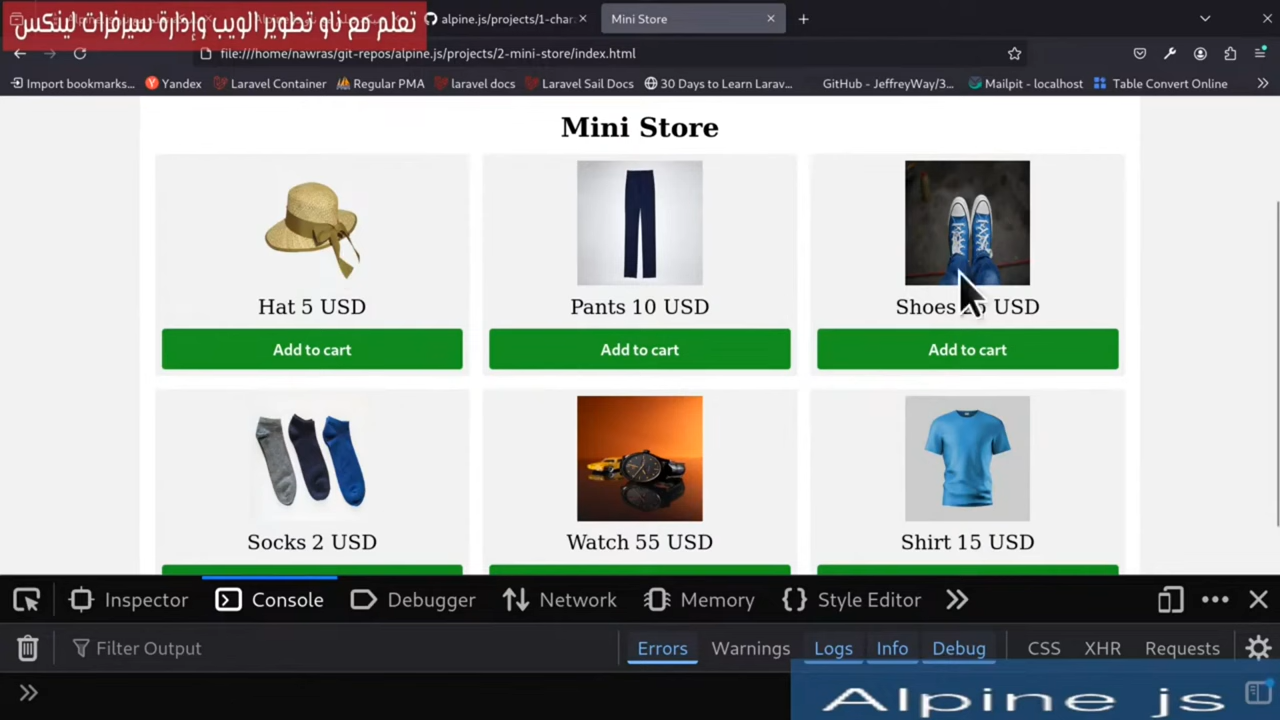 تعلم مع ناو تطوير الويب وإدارة سيرفرات لينكس
alpine.js/projects/1-char
Mini Store
file:///home/nawras/git-repos/alpine.js/projects/2-mini-store/index.html
Import bookmarks...
Yandex
Laravel Container
Regular PMA
laravel docs
Laravel Sail Docs
30 Days to Learn Larav...
GitHub - JeffreyWay/3...
Mailpit - localhost
Table Convert Online
Mini Store
Hat 5 USD
Pants 10 USD
Shoes USD
Add to cart
Add to cart
Add to cart
Socks 2 USD
Watch 55 USD
Shirt 15 USD
Inspector
Console
Debugger
Network
Memory
Style Editor
Filter Output
Errors
Warnings
Logs
Info
Debug
CSS
XHR
Requests
Alpine js